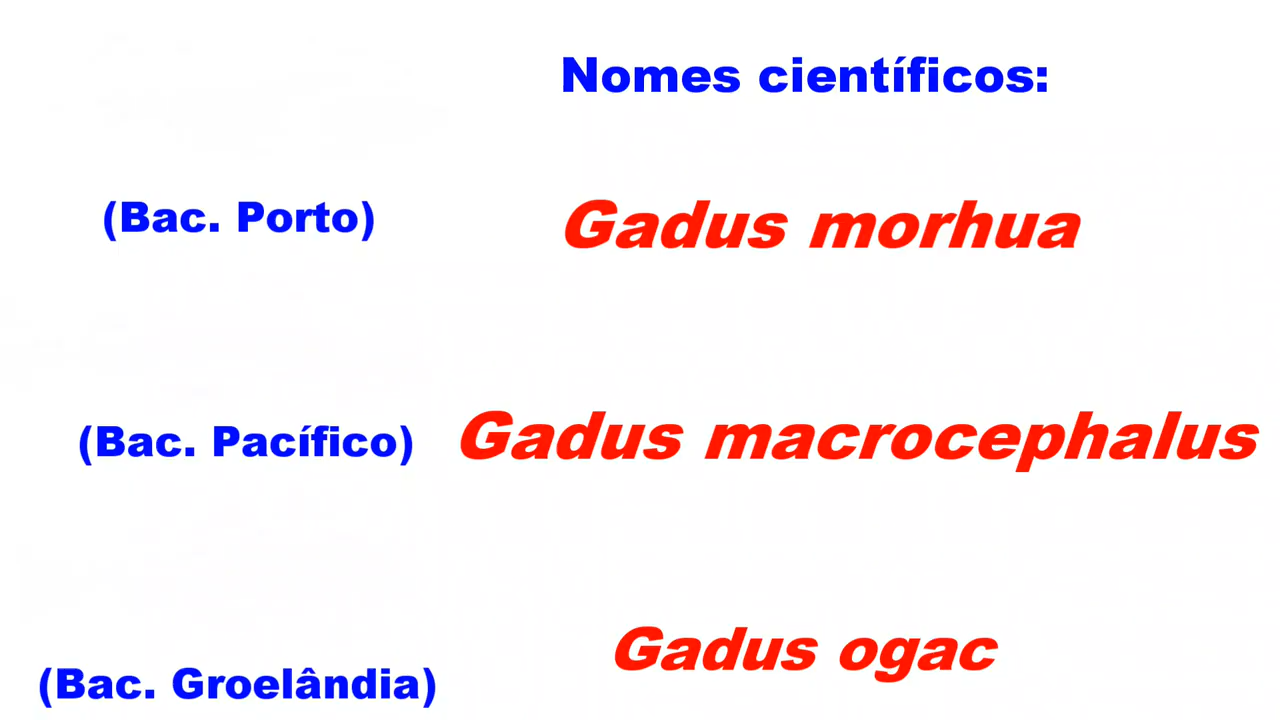 Nomes científicos:
(Bac. Porto) Gadus morhua
(Bac. Pacífico) Gadus macrocephalus
Gadus ogac
(Bac. Groelândia)